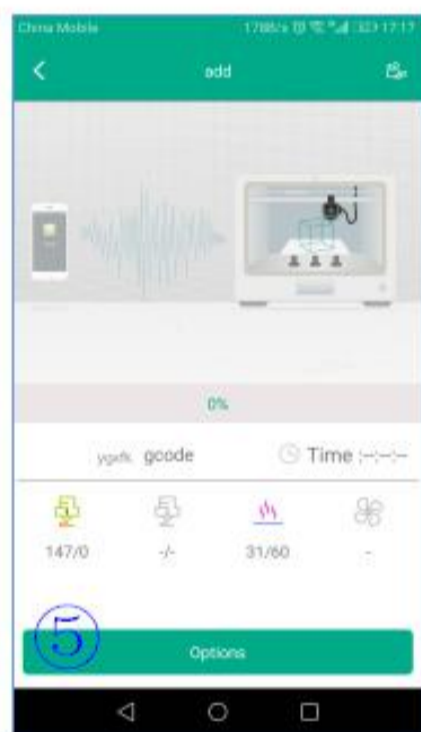 China Mobile 17:17
add
0%
gcode Time :--:--:--
147/0 -/- 31/60 -
⑤
Options